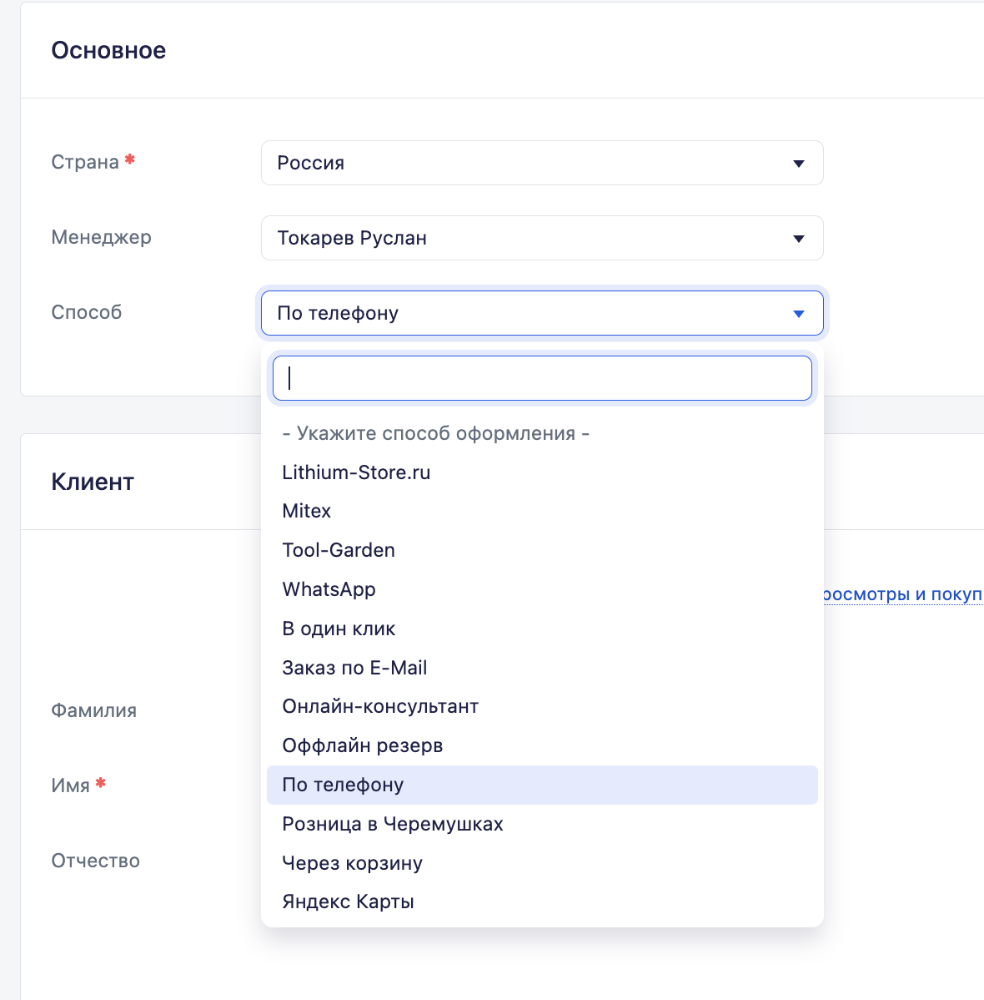 Основное
Страна *
Россия
Менеджер
Токарев Руслан
Способ
По телефону
- Укажите способ оформления -
Lithium-Store.ru
Mitex
Tool-Garden
WhatsApp
В один клик
Заказ по E-Mail
Онлайн-консультант
Оффлайн резерв
По телефону
Розница в Черемушках
Через корзину
Яндекс Карты
Клиент
и
Фамилия
Имя *
Отчество